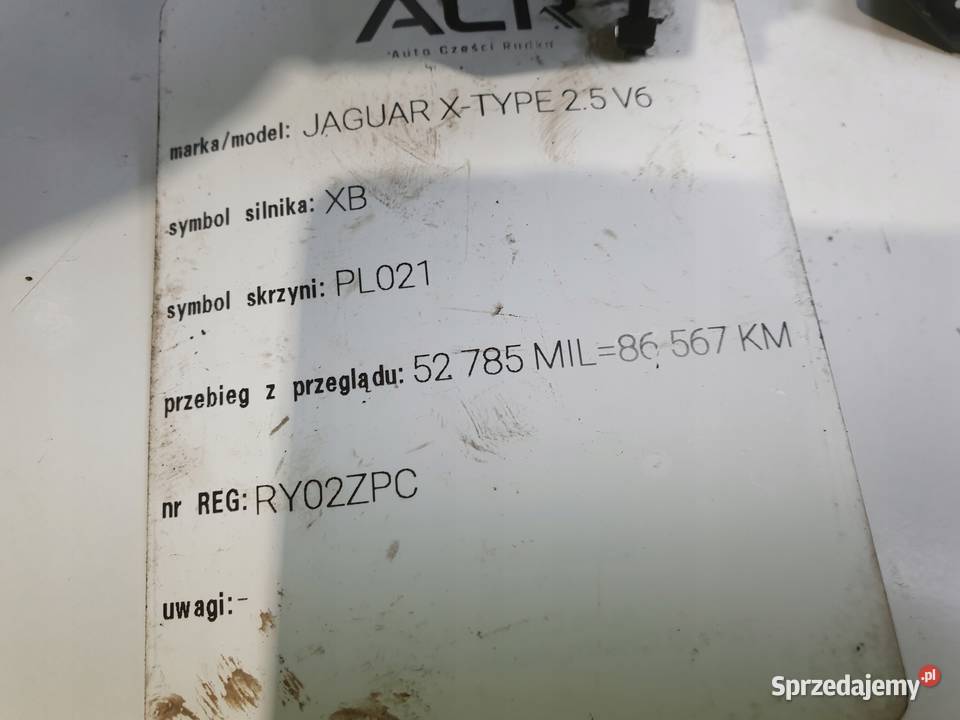 Auto Części Rudka
marka/model: JAGUAR X-TYPE 2.5 V6
symbol silnika: XB
symbol skrzyni: PL021
przebieg z przeglądu: 52 785 MIL=86 567 KM
nr REG: RY02ZPC
uwagi: -
Sprzedajemy.pl